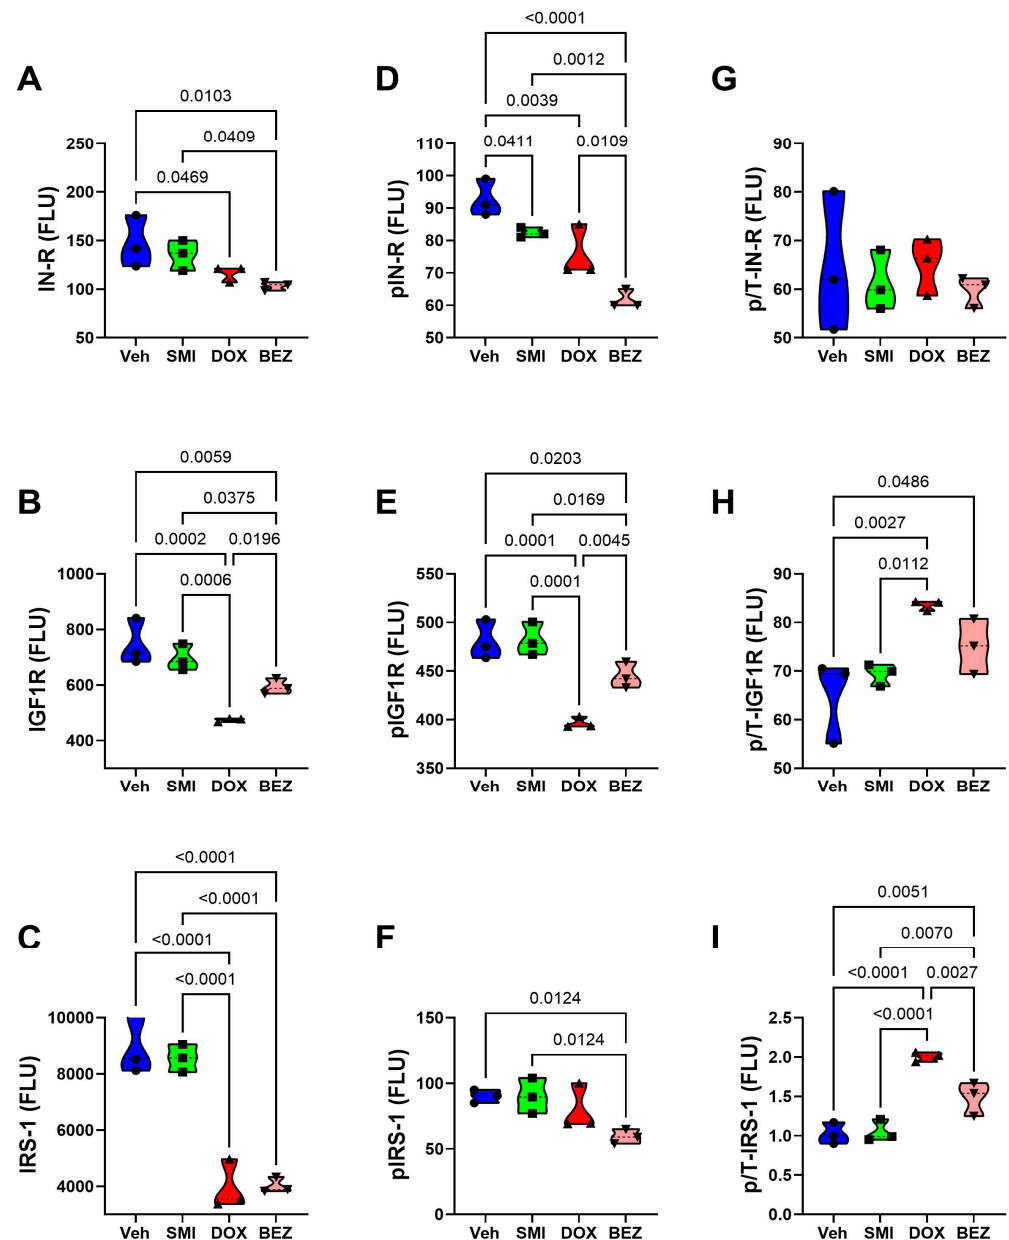 A
0.0103
0.0409
0.0469
IN-R (FLU)
250
200
150
100
50
Veh SMI DOX BEZ
D
<0.0001
0.0012
0.0039
0.0411 0.0109
pIN-R (FLU)
110
100
90
80
70
60
50
Veh SMI DOX BEZ
G
p/T-IN-R (FLU)
90
80
70
60
50
Veh SMI DOX BEZ
B
0.0059
0.0375
0.0002 0.0196
0.0006
IGF1R (FLU)
1000
800
600
400
Veh SMI DOX BEZ
E
0.0203
0.0169
0.0001 0.0045
0.0001
pIGF1R (FLU)
550
500
450
400
350
Veh SMI DOX BEZ
H
0.0486
0.0027
0.0112
p/T-IGF1R (FLU)
90
80
70
60
50
Veh SMI DOX BEZ
C
<0.0001
<0.0001
<0.0001
<0.0001
IRS-1 (FLU)
10000
8000
6000
4000
Veh SMI DOX BEZ
F
0.0124
0.0124
pIRS-1 (FLU)
150
100
50
0
Veh SMI DOX BEZ
I
0.0051
0.0070
<0.0001 0.0027
<0.0001
p/T-IRS-1 (FLU)
2.5
2.0
1.5
1.0
0.5
0.0
Veh SMI DOX BEZ